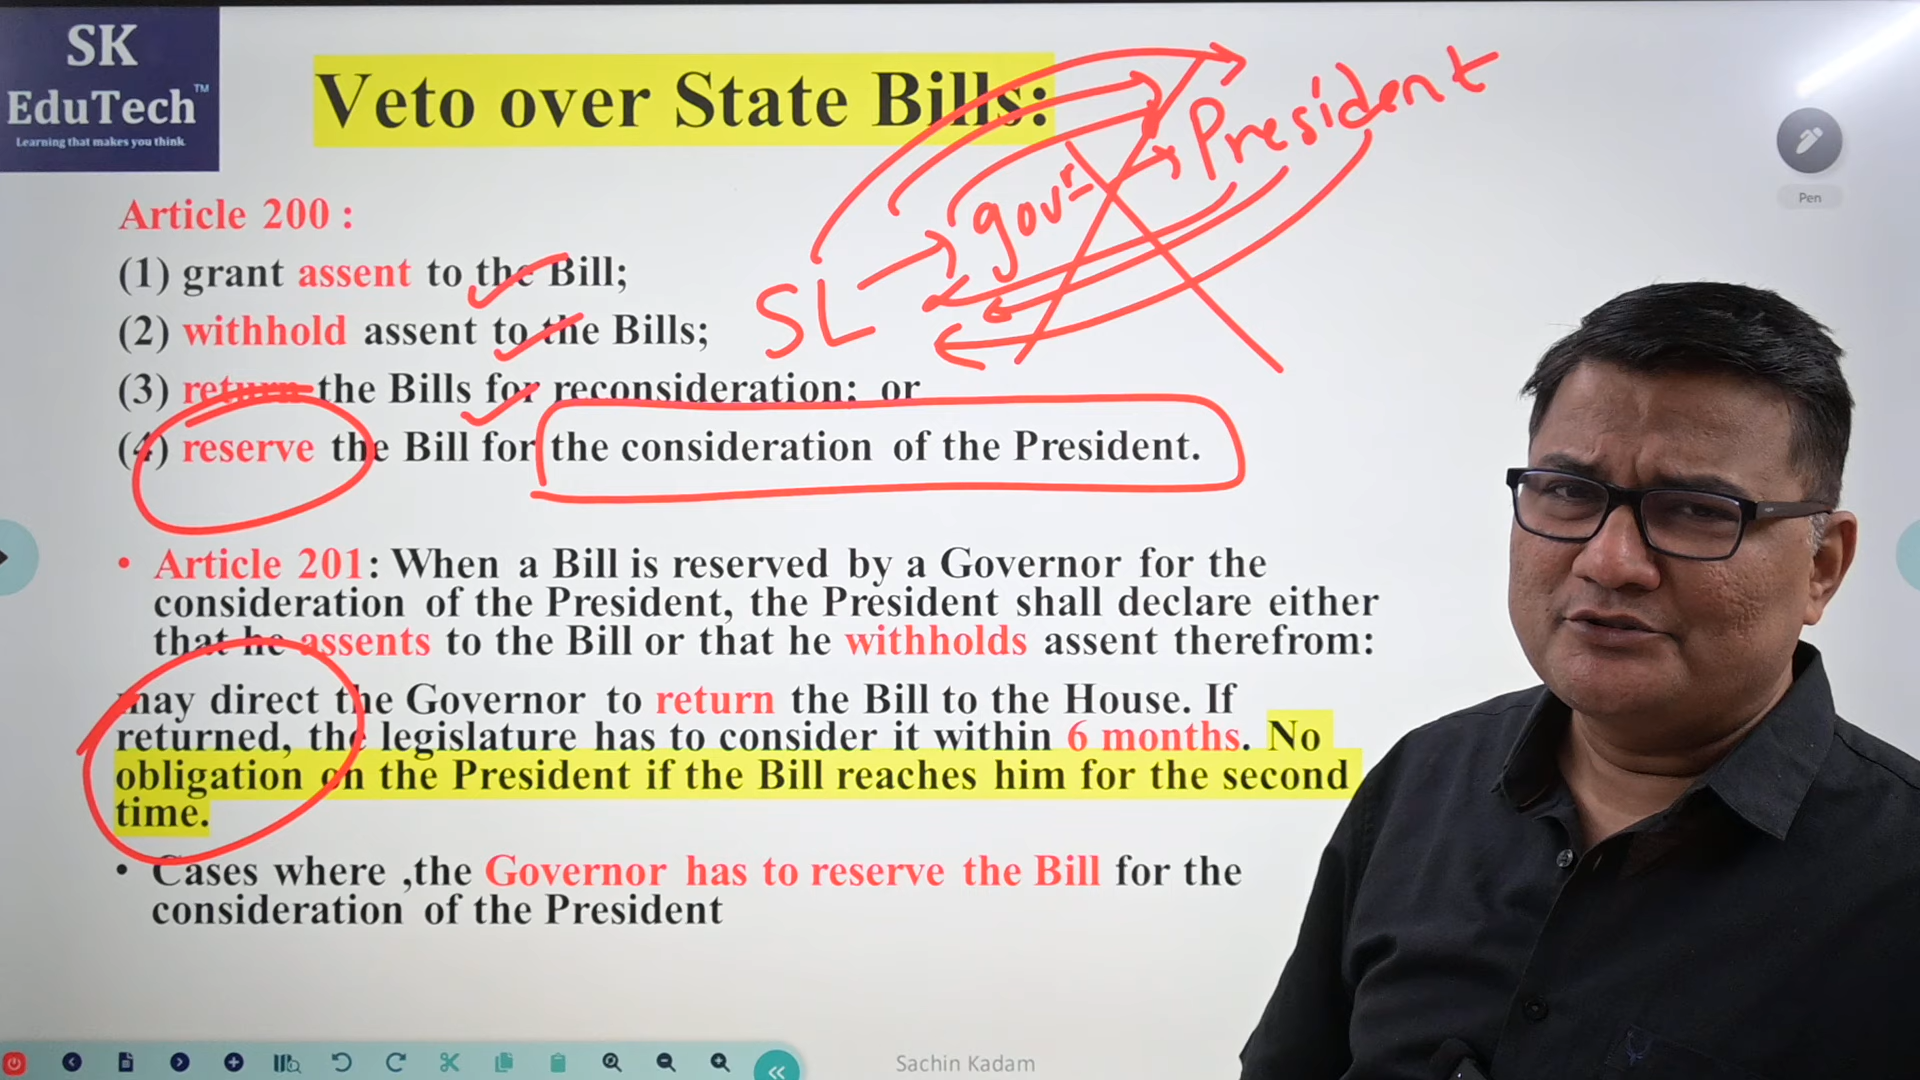 SK
EduTech™
Learning that makes you think
Veto over State Bills:
President
gov^r
SL
Pen
Article 200 :
(1) grant assent to the Bill;
(2) withhold assent to the Bills;
(3) return the Bills for reconsideration; or
(4) reserve the Bill for the consideration of the President.
• Article 201: When a Bill is reserved by a Governor for the
consideration of the President, the President shall declare either
that he assents to the Bill or that he withholds assent therefrom:
may direct the Governor to return the Bill to the House. If
returned, the legislature has to consider it within 6 months. No
obligation on the President if the Bill reaches him for the second
time.
• Cases where ,the Governor has to reserve the Bill for the
consideration of the President
Sachin Kadam